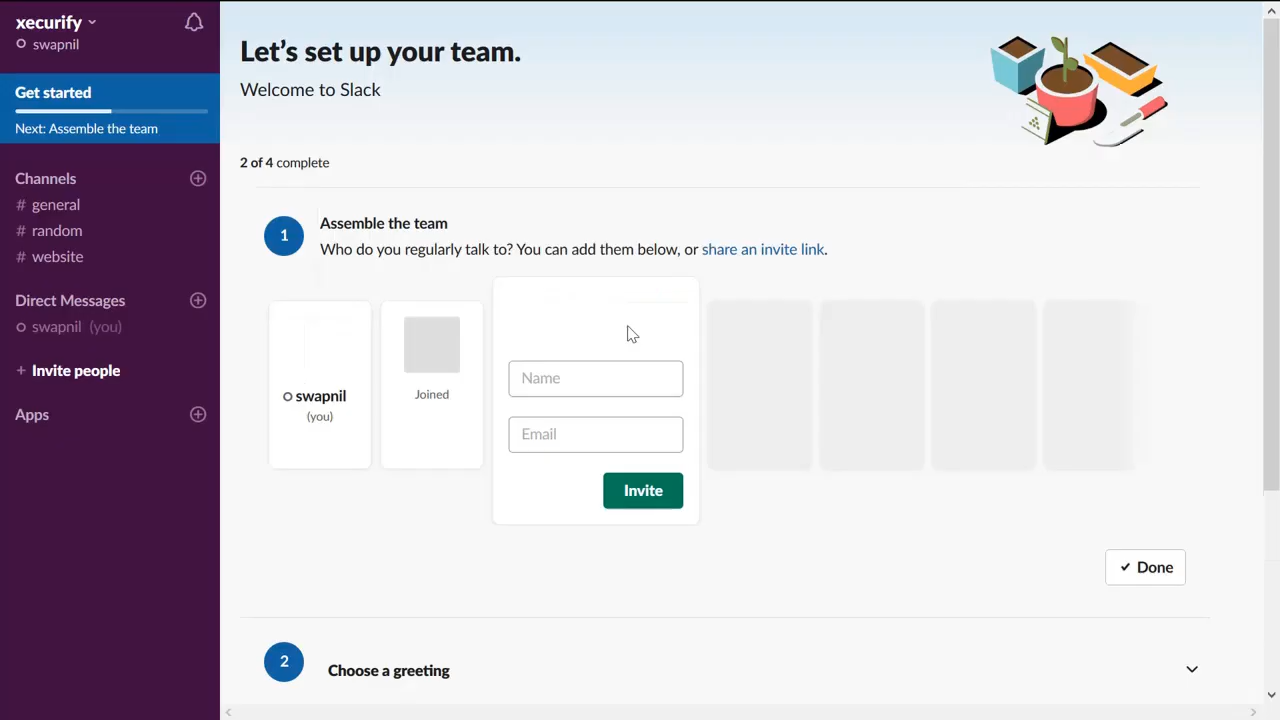 xecurify
swapnil
Get started
Next: Assemble the team
Channels
# general
# random
# website
Direct Messages
swapnil (you)
+ Invite people
Apps
Let's set up your team.
Welcome to Slack
2 of 4 complete
1
Assemble the team
Who do you regularly talk to? You can add them below, or share an invite link.
swapnil
(you)
Joined
Name
Email
Invite
✓ Done
2
Choose a greeting